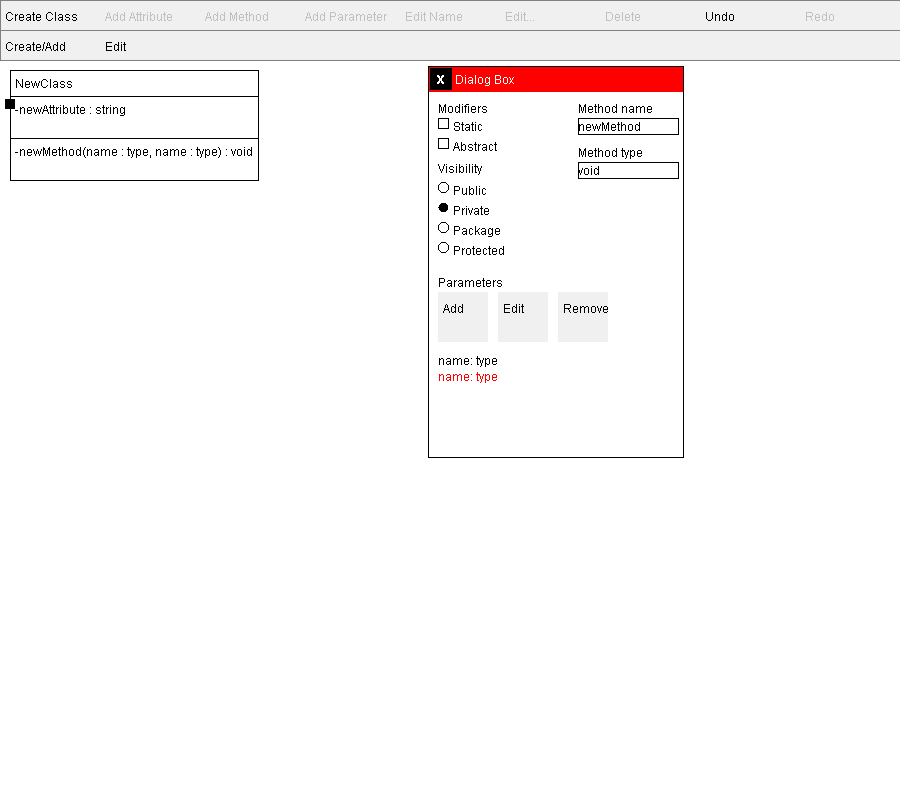 Create Class Add Attribute Add Method Add Parameter Edit Name Edit... Delete Undo Redo
Create/Add Edit
NewClass
-newAttribute : string
-newMethod(name : type, name : type) : void
X Dialog Box
Modifiers
Static
Abstract
Visibility
Public
Private
Package
Protected
Method name
newMethod
Method type
void
Parameters
Add Edit Remove
name: type
name: type